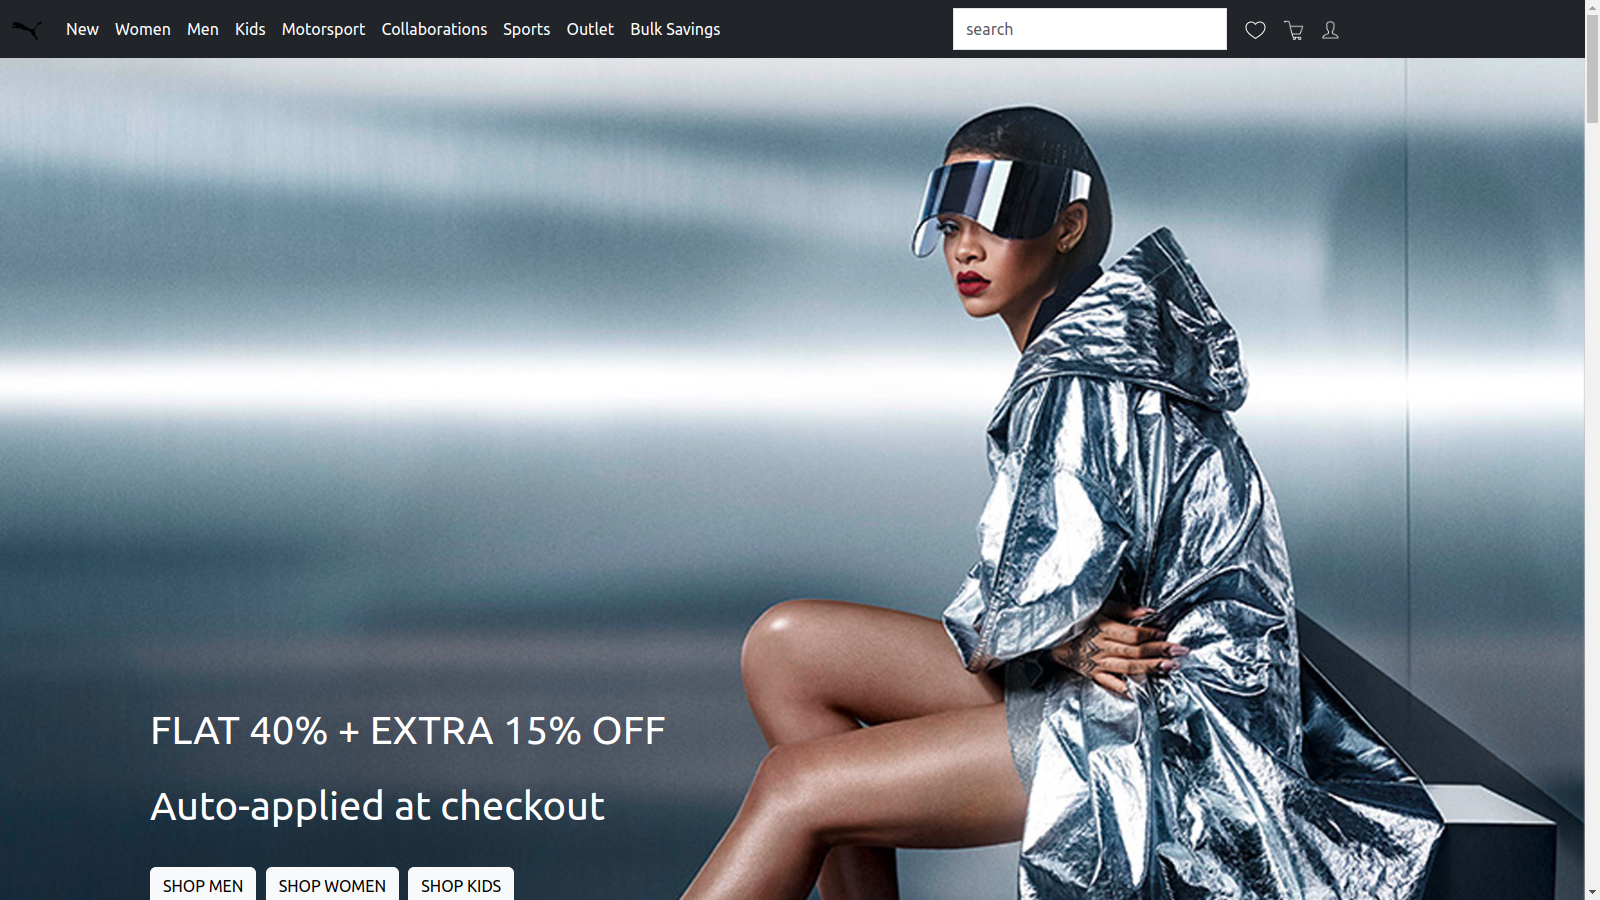 New Women Men Kids Motorsport Collaborations Sports Outlet Bulk Savings search
FLAT 40% + EXTRA 15% OFF
Auto-applied at checkout
SHOP MEN SHOP WOMEN SHOP KIDS